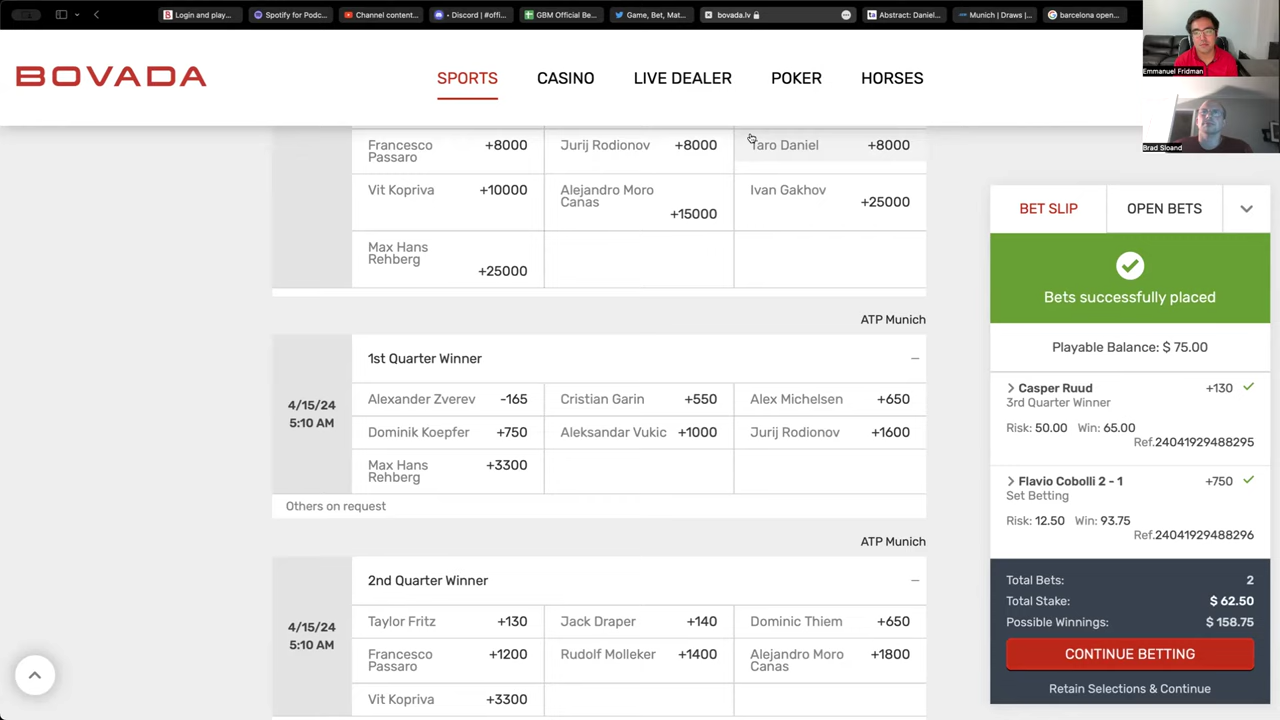 Login and play...
Spotify for Podc...
Channel content...
Discord | #offi...
GBM Official Be...
Game, Bet, Mat...
bovada.lv
Abstract: Daniel...
Munich | Draws |...
barcelona open...
BOVADA
SPORTS
CASINO
LIVE DEALER
POKER
HORSES
Emmanuel Fridman
Brad Sloand
Francesco Passaro +8000 Jurij Rodionov +8000 Taro Daniel +8000
Vit Kopriva +10000 Alejandro Moro Canas +15000 Ivan Gakhov +25000
Max Hans Rehberg +25000
ATP Munich
1st Quarter Winner
4/15/24
5:10 AM
Alexander Zverev -165 Cristian Garin +550 Alex Michelsen +650
Dominik Koepfer +750 Aleksandar Vukic +1000 Jurij Rodionov +1600
Max Hans Rehberg +3300
Others on request
ATP Munich
2nd Quarter Winner
4/15/24
5:10 AM
Taylor Fritz +130 Jack Draper +140 Dominic Thiem +650
Francesco Passaro +1200 Rudolf Molleker +1400 Alejandro Moro Canas +1800
Vit Kopriva +3300
BET SLIP
OPEN BETS
Bets successfully placed
Playable Balance: $ 75.00
Casper Ruud +130
3rd Quarter Winner
Risk: 50.00 Win: 65.00
Ref.24041929488295
Flavio Cobolli 2 - 1 +750
Set Betting
Risk: 12.50 Win: 93.75
Ref.24041929488296
Total Bets: 2
Total Stake: $ 62.50
Possible Winnings: $ 158.75
CONTINUE BETTING
Retain Selections & Continue